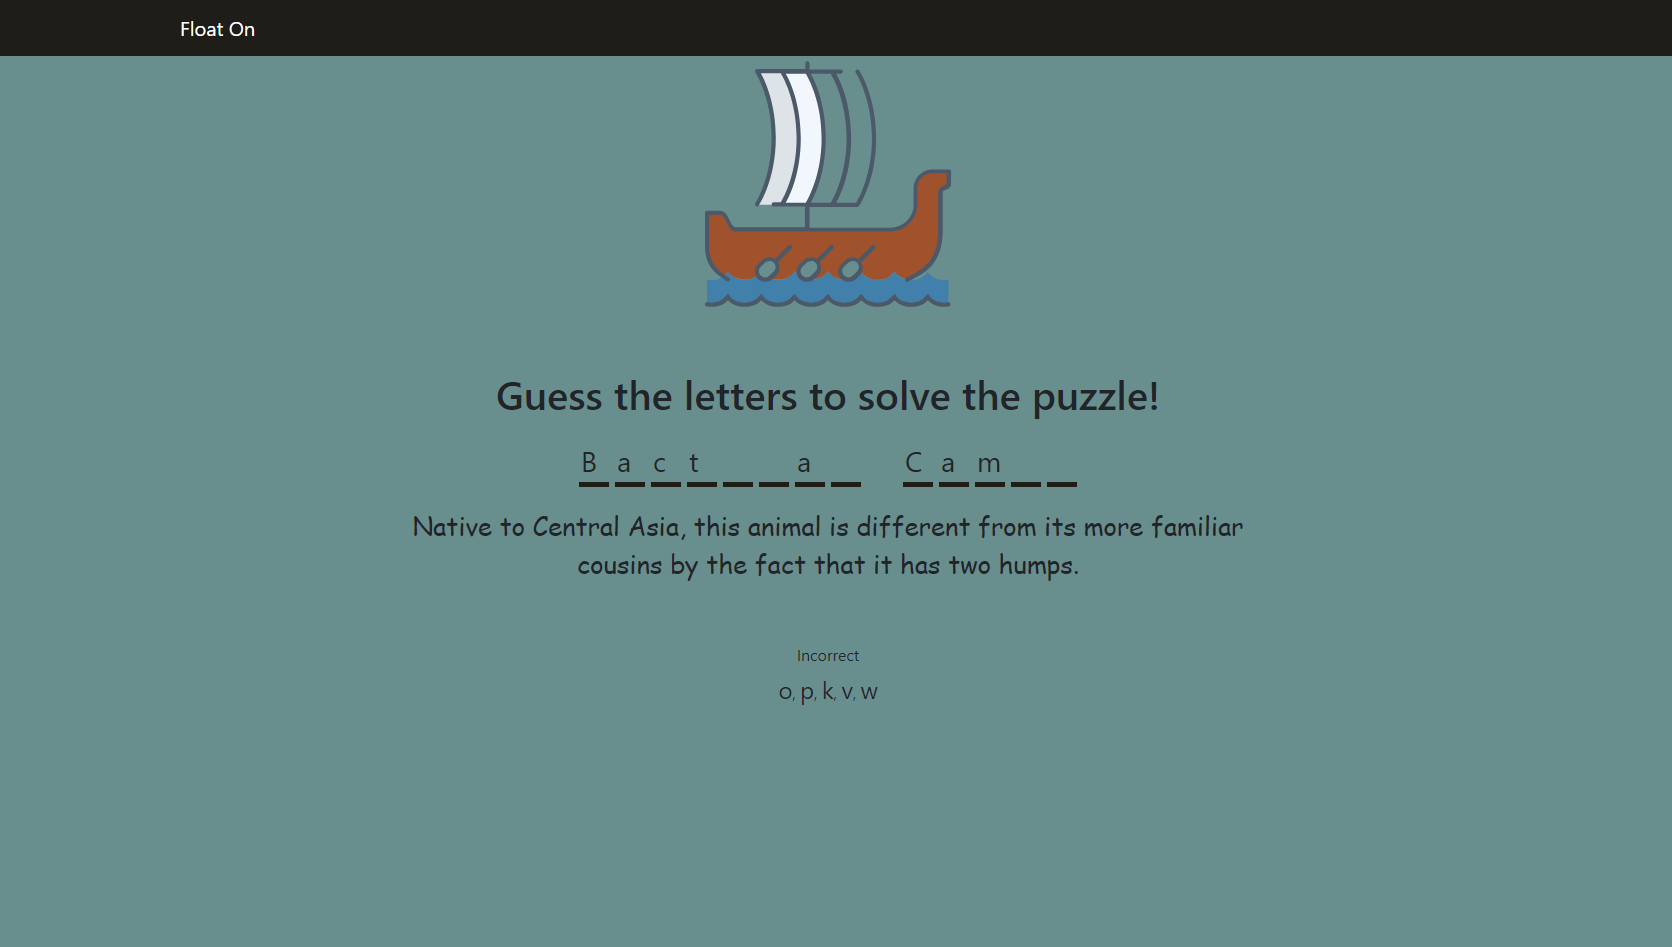 Float On
Guess the letters to solve the puzzle!
B a c t _ _ a _ C a m _ _
Native to Central Asia, this animal is different from its more familiar
cousins by the fact that it has two humps.
Incorrect
o, p, k, v, w